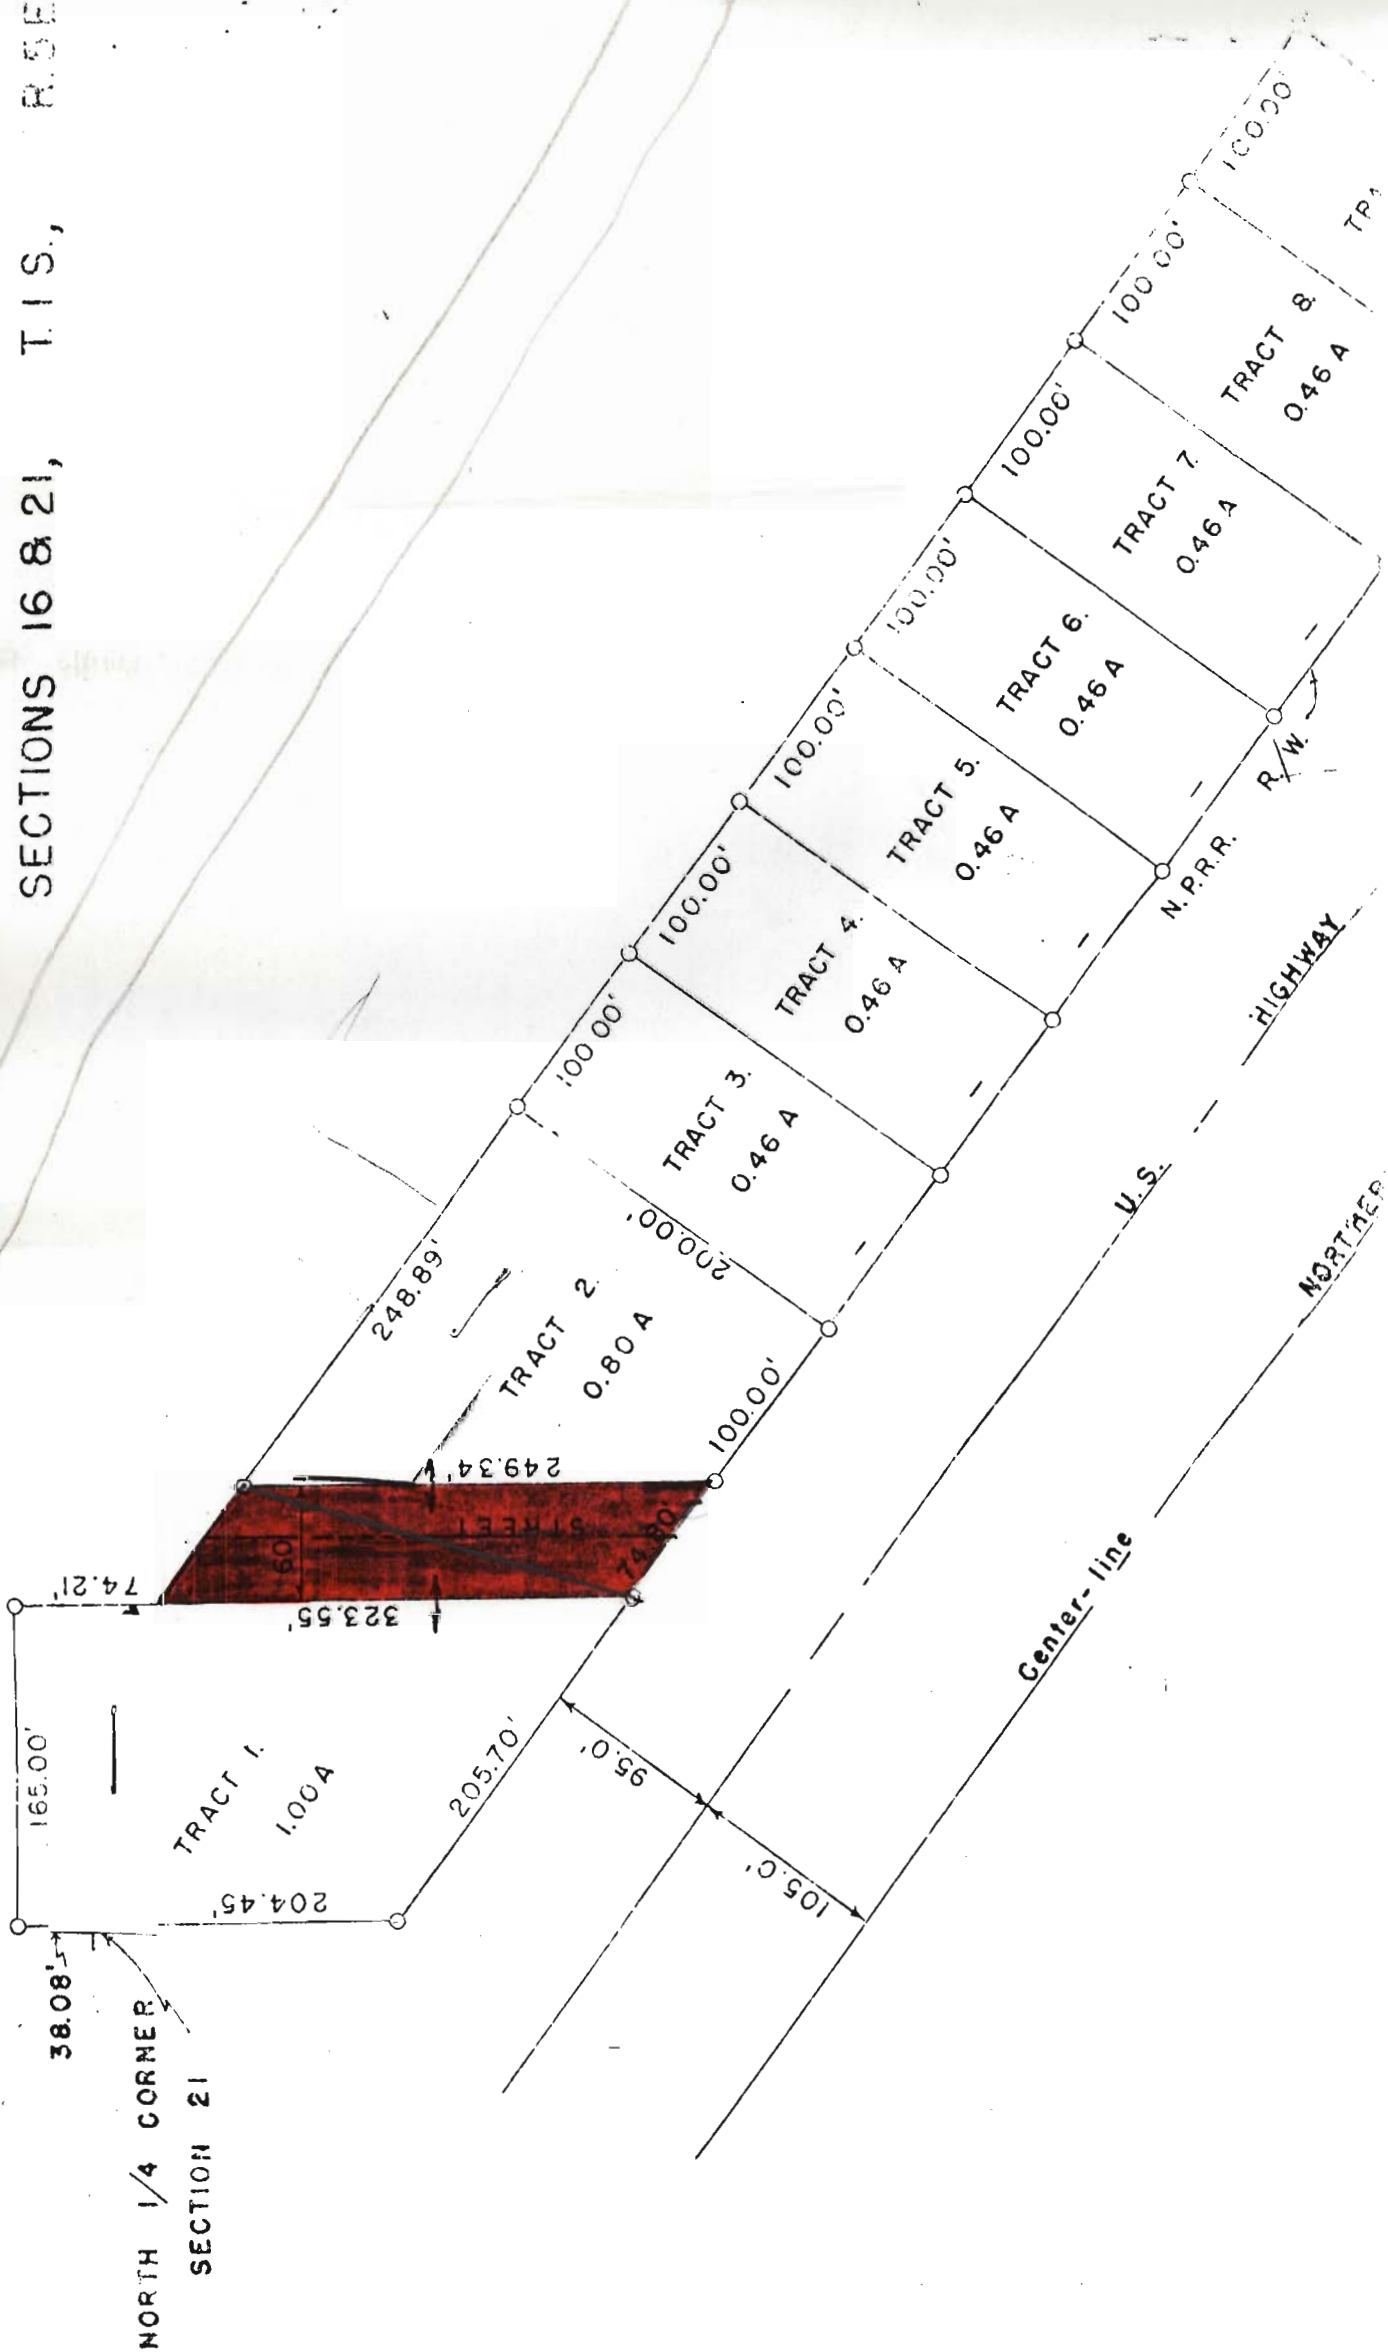 SECTIONS 16 & 21, T. 1 S., R.5E
165.00'
74.21'
38.08'
NORTH 1/4 CORNER
SECTION 21
204.45'
TRACT 1.
1.00 A
205.70'
323.55'
60'
STREET
74.80'
249.34'
248.89'
TRACT 2.
0.80 A
100.00'
200.00'
100.00'
TRACT 3.
0.46 A
100.00'
TRACT 4.
0.46 A
100.00'
TRACT 5.
0.46 A
100.00'
TRACT 6.
0.46 A
100.00'
TRACT 7.
0.46 A
100.00'
TRACT 8.
0.46 A
100.00'
N.P.R.R. R/W.
95.0'
105.0'
U.S. HIGHWAY
Center-line
NORTHER